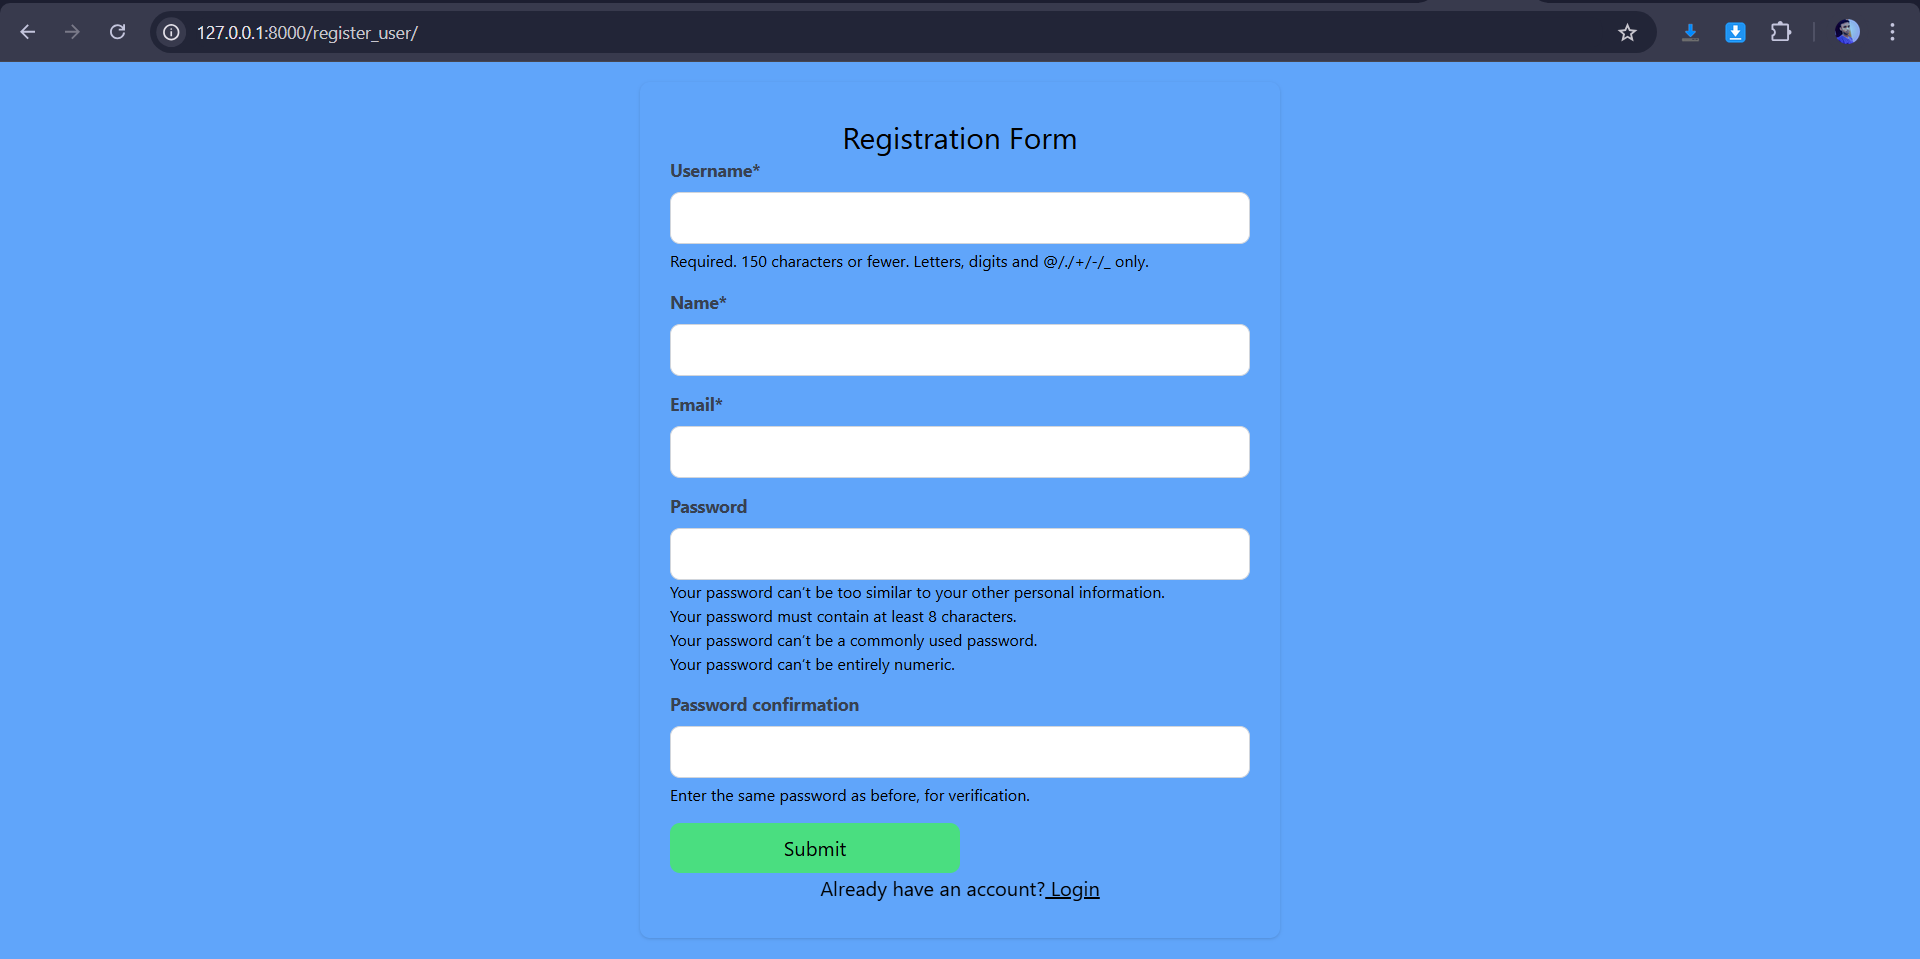 127.0.0.1:8000/register_user/
Registration Form
Username*
Required. 150 characters or fewer. Letters, digits and @/./+/-/_ only.
Name*
Email*
Password
Your password can’t be too similar to your other personal information.
Your password must contain at least 8 characters.
Your password can’t be a commonly used password.
Your password can’t be entirely numeric.
Password confirmation
Enter the same password as before, for verification.
Submit
Already have an account? Login